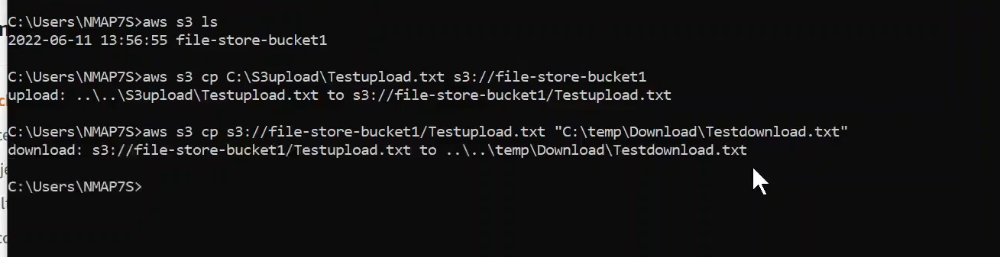 C:\Users\NMAP7S>aws s3 ls
2022-06-11 13:56:55 file-store-bucket1
C:\Users\NMAP7S>aws s3 cp C:\S3upload\Testupload.txt s3://file-store-bucket1
upload: ..\..\S3upload\Testupload.txt to s3://file-store-bucket1/Testupload.txt
C:\Users\NMAP7S>aws s3 cp s3://file-store-bucket1/Testupload.txt "C:\temp\Download\Testdownload.txt"
download: s3://file-store-bucket1/Testupload.txt to ..\..\temp\Download\Testdownload.txt
C:\Users\NMAP7S>